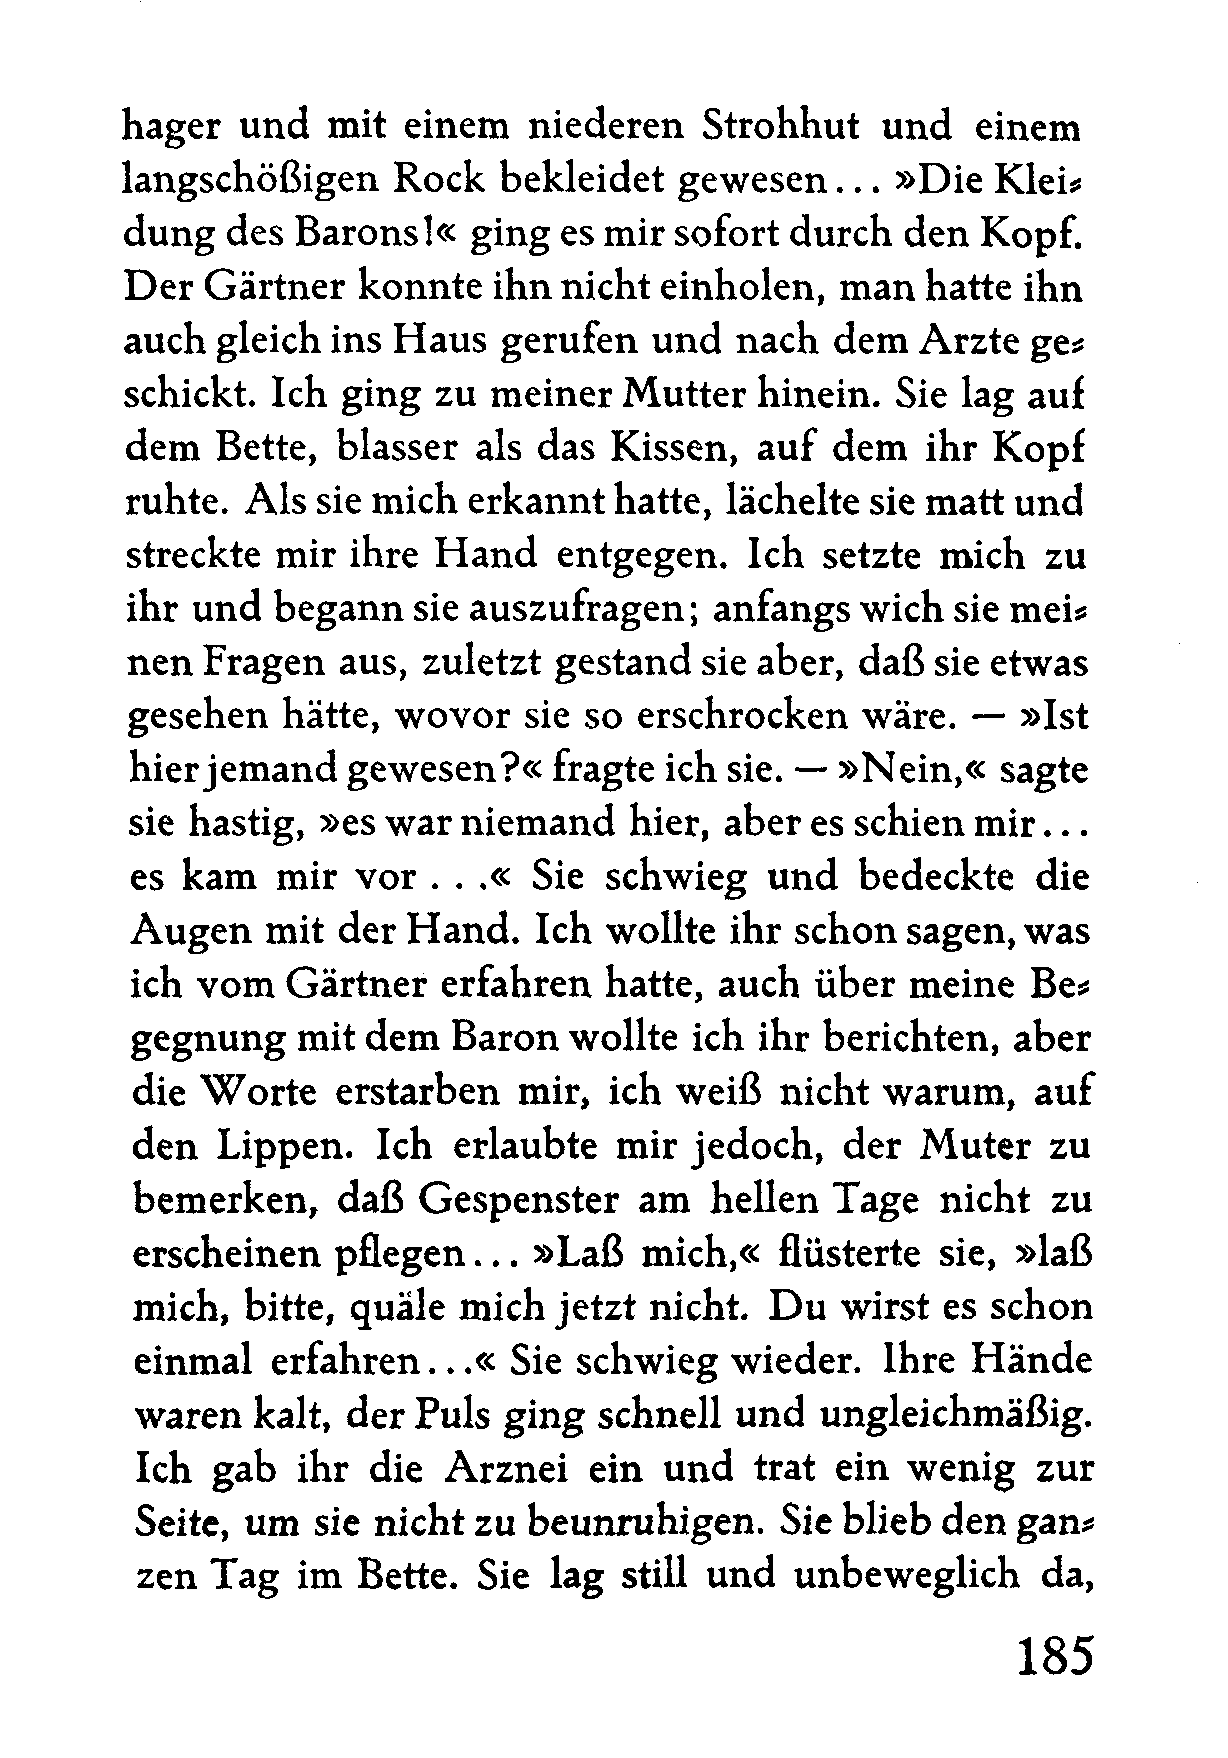 hager und mit einem niederen Strohhut und einem
langschößigen Rock bekleidet gewesen... »Die Klei⸗
dung des Barons!« ging es mir sofort durch den Kopf.
Der Gärtner konnte ihn nicht einholen, man hatte ihn
auch gleich ins Haus gerufen und nach dem Arzte ge⸗
schickt. Ich ging zu meiner Mutter hinein. Sie lag auf
dem Bette, blasser als das Kissen, auf dem ihr Kopf
ruhte. Als sie mich erkannt hatte, lächelte sie matt und
streckte mir ihre Hand entgegen. Ich setzte mich zu
ihr und begann sie auszufragen; anfangs wich sie mei⸗
nen Fragen aus, zuletzt gestand sie aber, daß sie etwas
gesehen hätte, wovor sie so erschrocken wäre. — »Ist
hier jemand gewesen?« fragte ich sie. — »Nein,« sagte
sie hastig, »es war niemand hier, aber es schien mir...
es kam mir vor . . .« Sie schwieg und bedeckte die
Augen mit der Hand. Ich wollte ihr schon sagen, was
ich vom Gärtner erfahren hatte, auch über meine Be⸗
gegnung mit dem Baron wollte ich ihr berichten, aber
die Worte erstarben mir, ich weiß nicht warum, auf
den Lippen. Ich erlaubte mir jedoch, der Muter zu
bemerken, daß Gespenster am hellen Tage nicht zu
erscheinen pflegen... »Laß mich,« flüsterte sie, »laß
mich, bitte, quäle mich jetzt nicht. Du wirst es schon
einmal erfahren...« Sie schwieg wieder. Ihre Hände
waren kalt, der Puls ging schnell und ungleichmäßig.
Ich gab ihr die Arznei ein und trat ein wenig zur
Seite, um sie nicht zu beunruhigen. Sie blieb den gan⸗
zen Tag im Bette. Sie lag still und unbeweglich da,
185